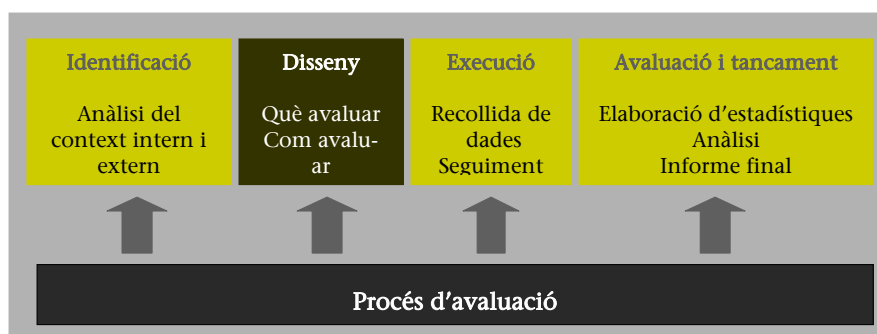 Identificació
Anàlisi del
context intern i
extern
Disseny
Què avaluar
Com avalu-
ar
Execució
Recollida de
dades
Seguiment
Avaluació i tancament
Elaboració d’estadístiques
Anàlisi
Informe final
Procés d’avaluació